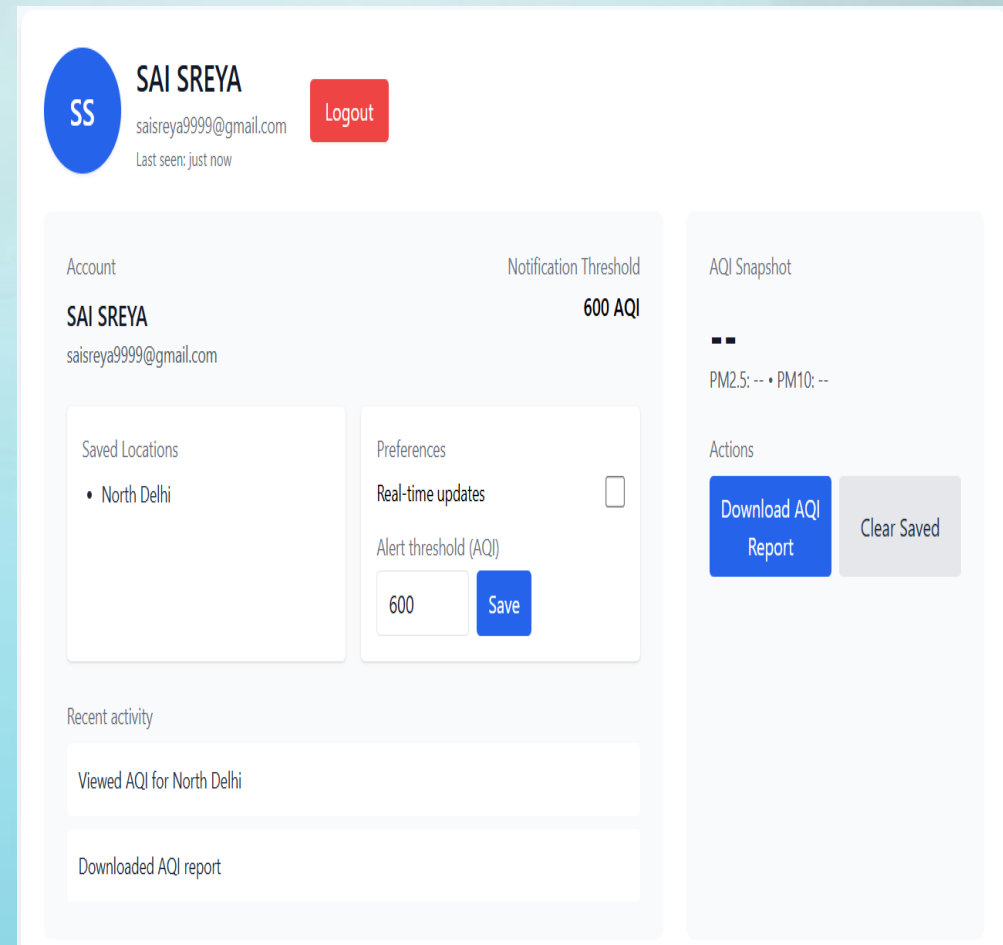 SS
SAI SREYA
saisreya9999@gmail.com
Last seen: just now
Logout
Account
SAI SREYA
saisreya9999@gmail.com
Notification Threshold
600 AQI
Saved Locations
• North Delhi
Preferences
Real-time updates
Alert threshold (AQI)
600
Save
Recent activity
Viewed AQI for North Delhi
Downloaded AQI report
AQI Snapshot
--
PM2.5: -- • PM10: --
Actions
Download AQI
Report
Clear Saved